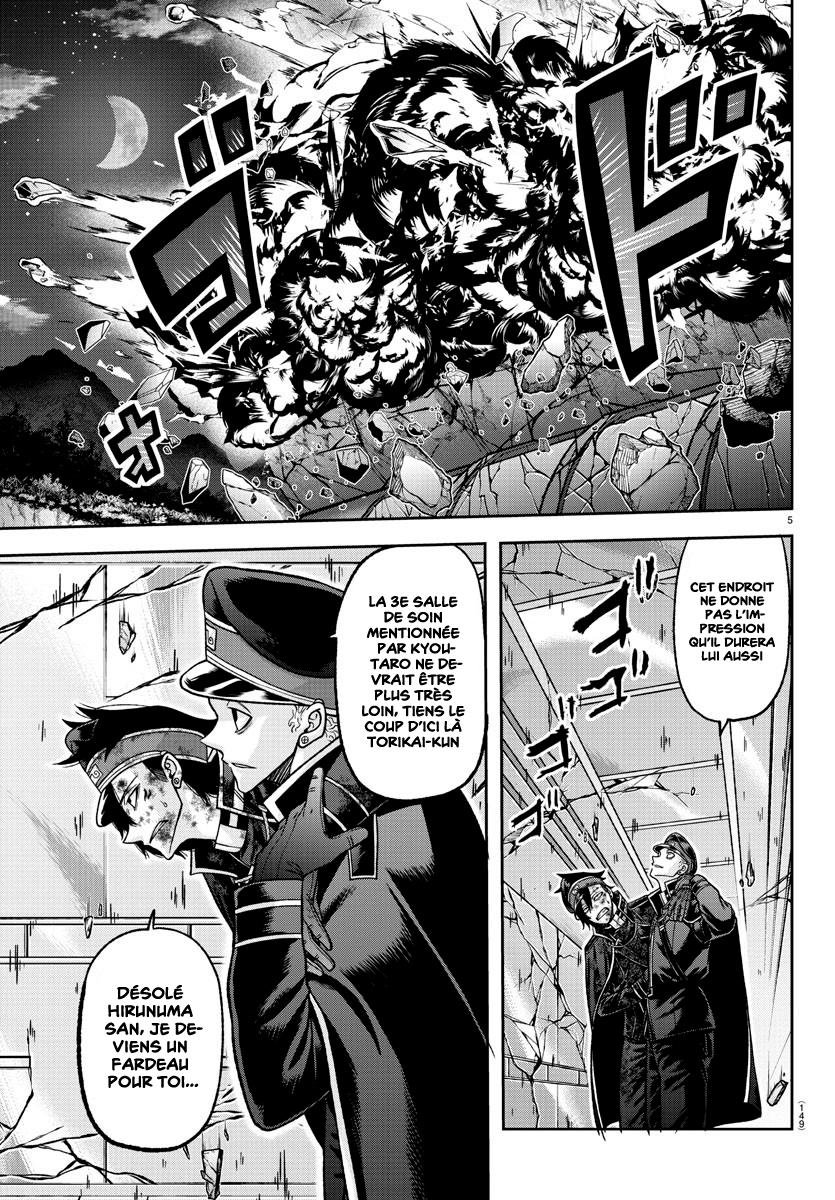 ドゴオ
5
CET ENDROIT
NE DONNE
PAS L'IM-
PRESSION
QU'IL DURERA
LUI AUSSI
ゴゴゴ
LA 3E SALLE
DE SOIN
MENTIONNÉE
PAR KYOU-
TARO NE DE-
VRAIT ÊTRE
PLUS TRÈS
LOIN, TIENS LE
COUP D'ICI LÀ
TORIKAI-KUN
DÉSOLÉ
HIRUNUMA
SAN, JE DE-
VIENS UN
FARDEAU
POUR TOI...
(149)